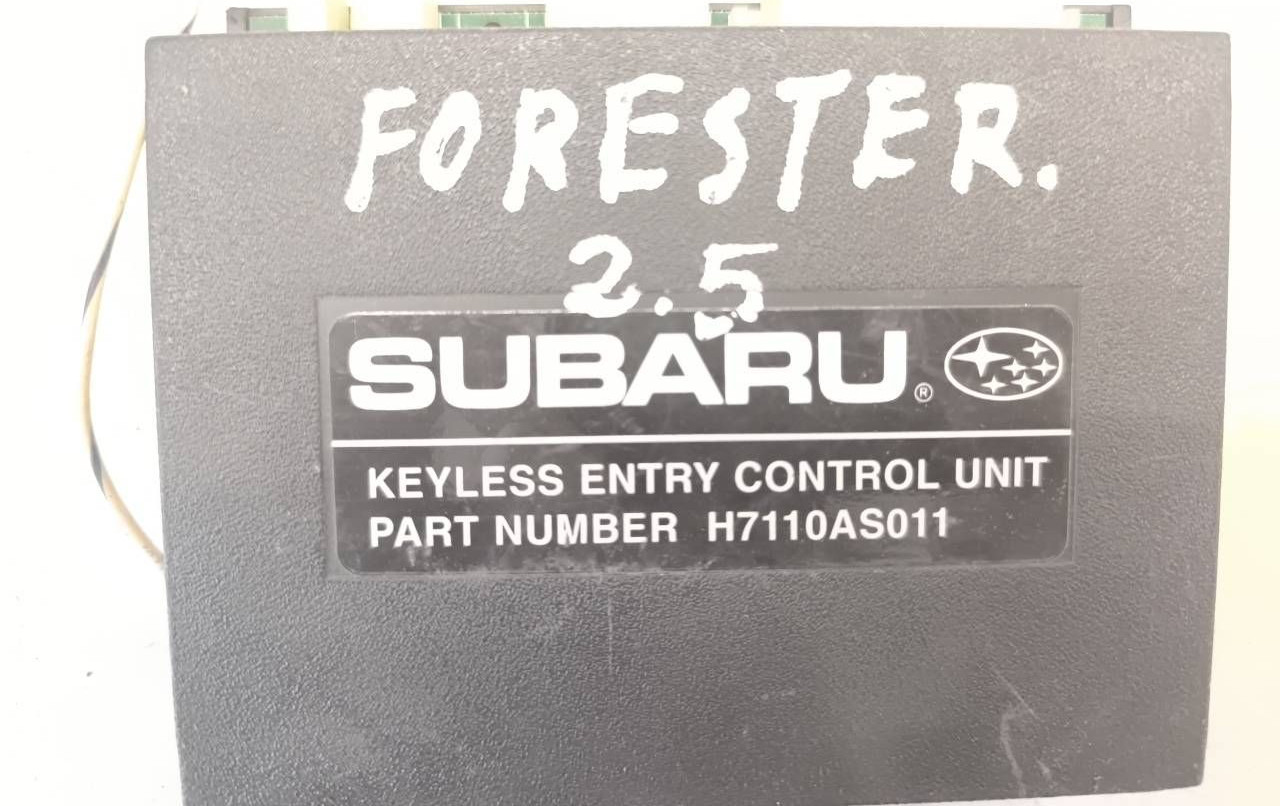 FORESTER.
2.5
SUBARU®
KEYLESS ENTRY CONTROL UNIT
PART NUMBER H7110AS011